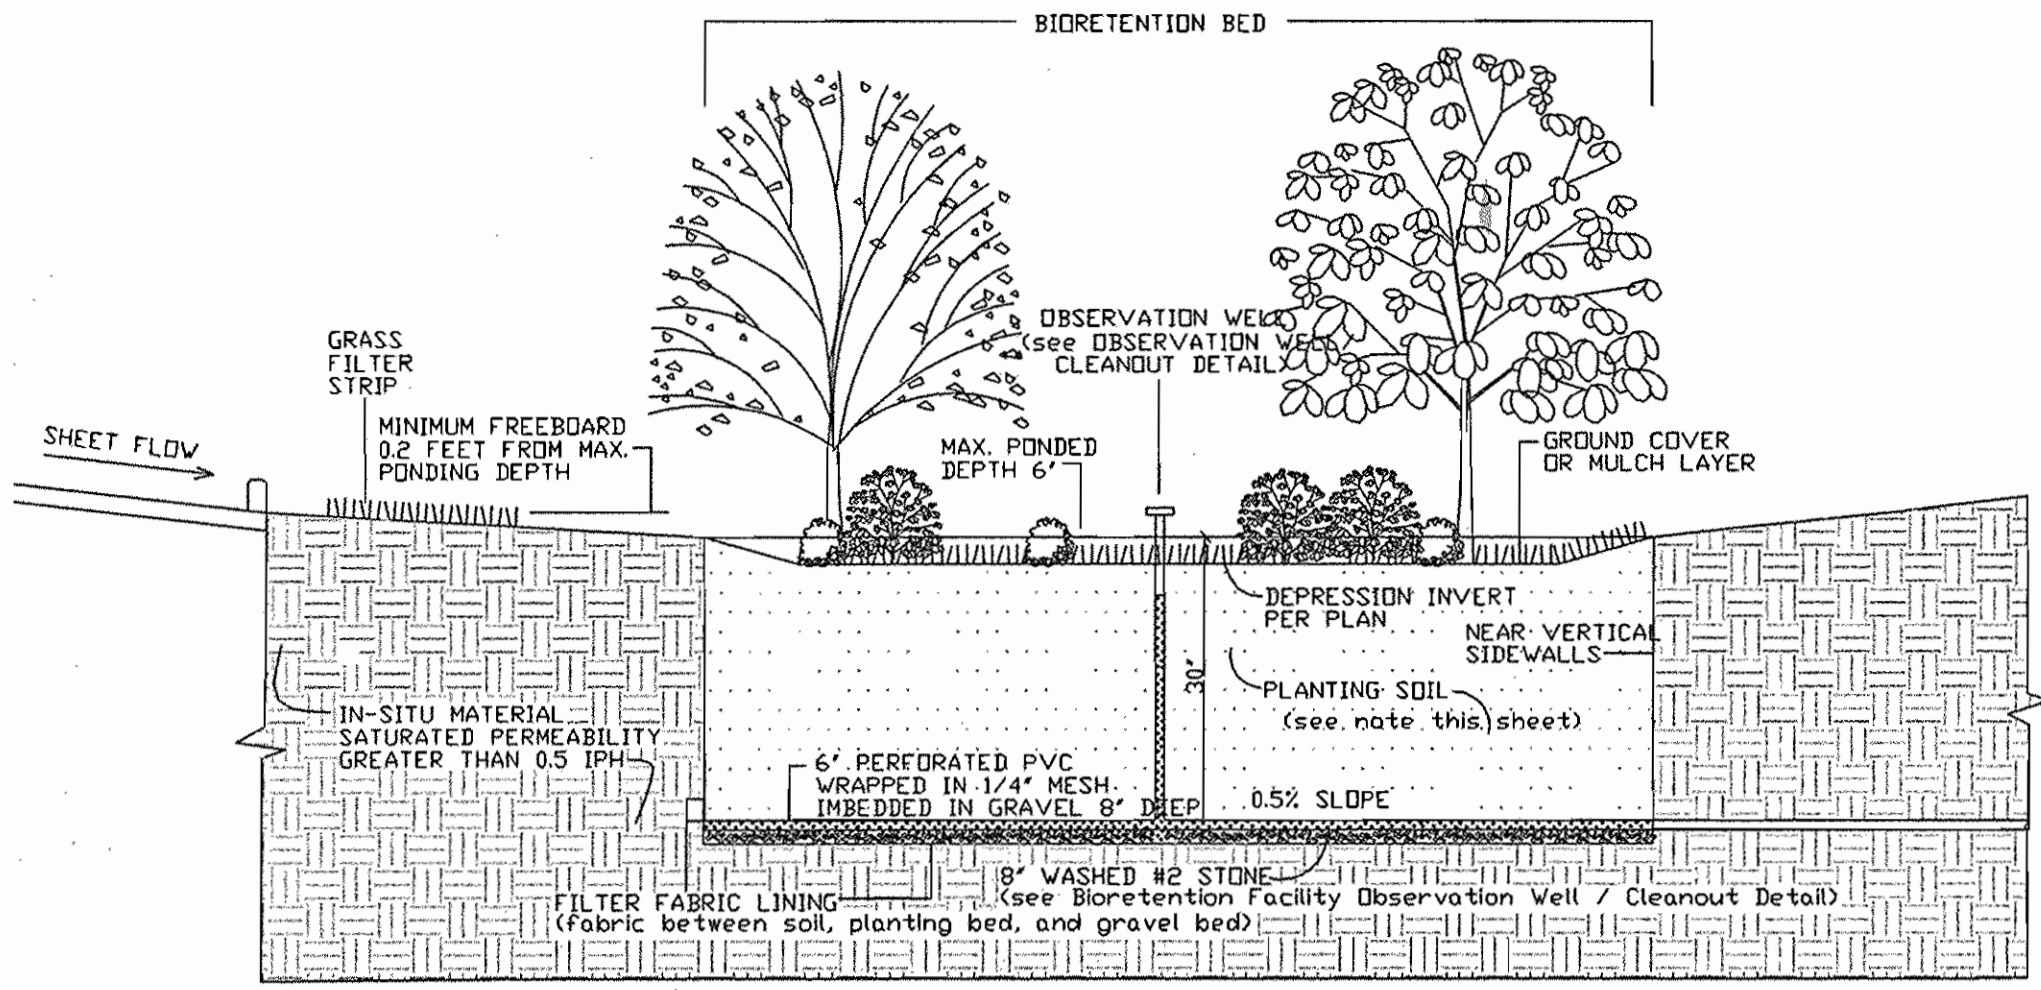 BIORETENTION BED
OBSERVATION WELL
(see OBSERVATION WELL
CLEANOUT DETAIL)
GRASS
FILTER
STRIP
MINIMUM FREEBOARD
0.2 FEET FROM MAX.
PONDING DEPTH
SHEET FLOW
MAX. PONDED
DEPTH 6"
GROUND COVER
OR MULCH LAYER
DEPRESSION INVERT
PER PLAN
NEAR VERTICAL
SIDEWALLS
30"
PLANTING SOIL
(see note this sheet)
IN-SITU MATERIAL
SATURATED PERMEABILITY
GREATER THAN 0.5 IPH
6" PERFORATED PVC
WRAPPED IN 1/4" MESH
IMBEDDED IN GRAVEL 8" DEEP
0.5% SLOPE
8" WASHED #2 STONE
(see Bioretention Facility Observation Well / Cleanout Detail)
FILTER FABRIC LINING
(fabric between soil, planting bed, and gravel bed)